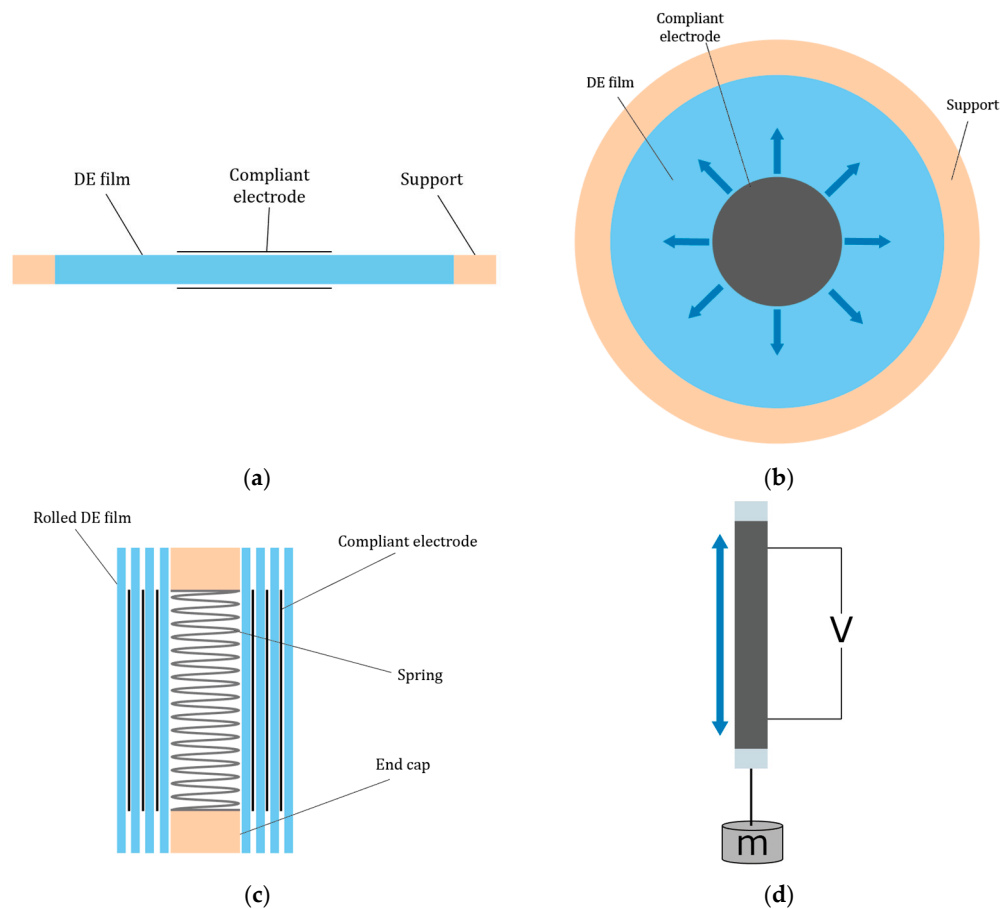 DE film
Compliant
electrode
Support
(a)
Compliant
electrode
DE film
Support
(b)
Rolled DE film
Compliant electrode
Spring
End cap
(c)
V
m
(d)